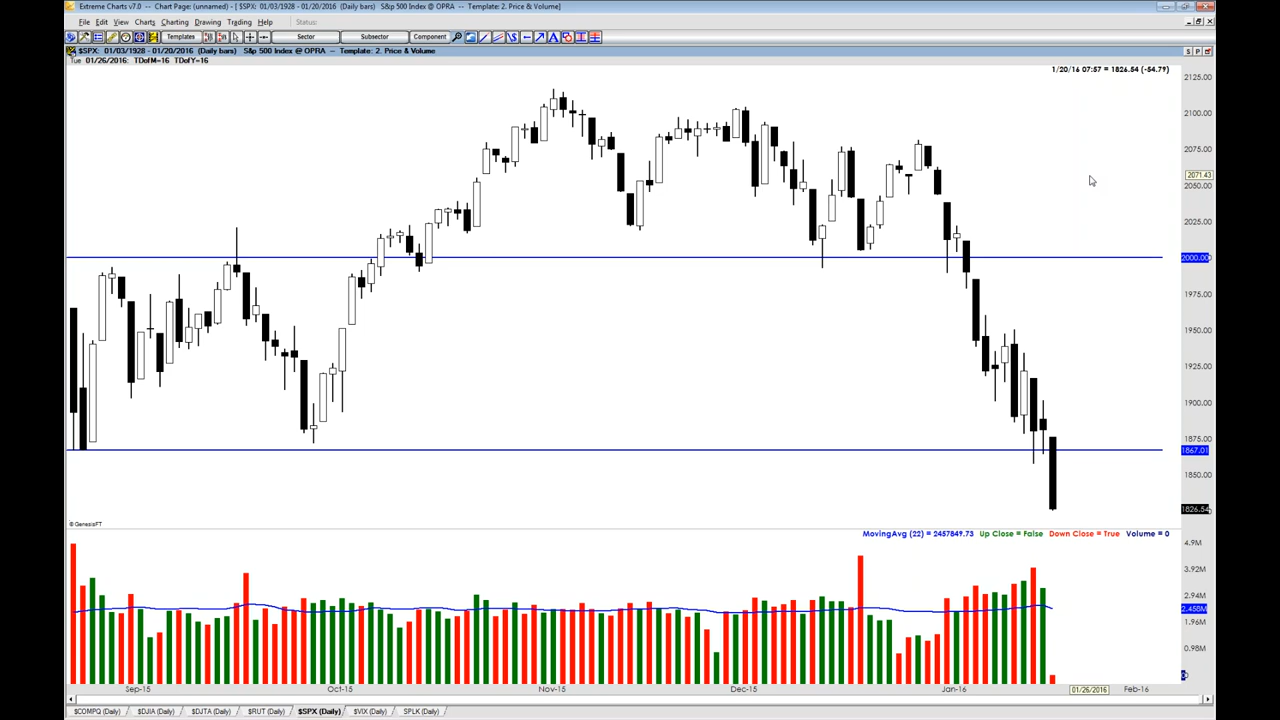 Extreme Charts v7.0 -- Chart Page: (unnamed) - [ $SPX: 01/03/1928 - 01/20/2016 (Daily bars) S&p 500 Index @ OPRA -- Template: 2. Price & Volume]
File Edit View Charts Charting Drawing Trading Help Status:
Templates Sector Subsector Component
$SPX: 01/03/1928 - 01/20/2016 (Daily bars) S&p 500 Index @ OPRA -- Template: 2. Price & Volume S P
Tue 01/26/2016: TDofM=16 TDofY=16
1/20/16 07:57 = 1826.54 (-54.79)
2125.00
2100.00
2075.00
2071.43
2050.00
2025.00
2000.00
1975.00
1950.00
1925.00
1900.00
1875.00
1867.01
1850.00
1826.54
© GenesisFT
MovingAvg (22) = 2457849.73 Up Close = False Down Close = True Volume = 0
4.9M
3.92M
2.94M
2.458M
1.96M
0.98M
0
Sep-15 Oct-15 Nov-15 Dec-15 Jan-16 01/26/2016 Feb-16
$COMPQ (Daily) $DJIA (Daily) $DJTA (Daily) $RUT (Daily) $SPX (Daily) $VIX (Daily) SPLK (Daily)